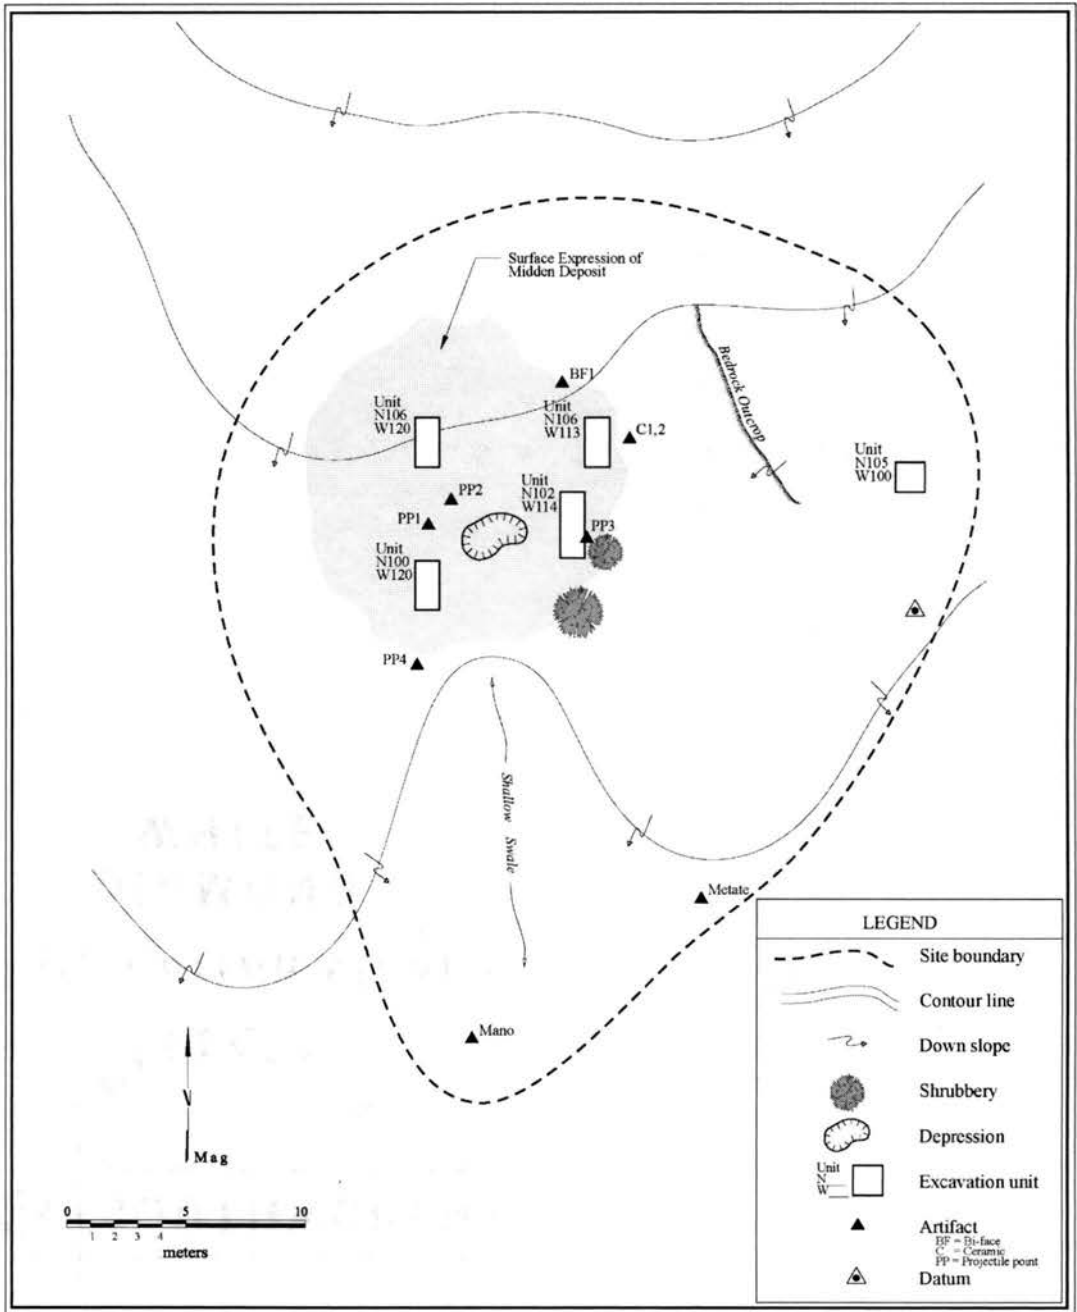 Surface Expression of
Midden Deposit
BF1
Unit
N106
W120
Unit
N106
W113
C1,2
Bedrock Outcrop
Unit
N105
W100
PP2
Unit
N102
W114
PP1
PP3
Unit
N100
W120
PP4
Shallow Swale
Metate
Mano
Mag
0 5 10
1 2 3 4
meters
LEGEND
Site boundary
Contour line
Down slope
Shrubbery
Depression
Unit
N___
W___
Excavation unit
Artifact
BF = Bi-face
C = Ceramic
PP = Projectile point
Datum